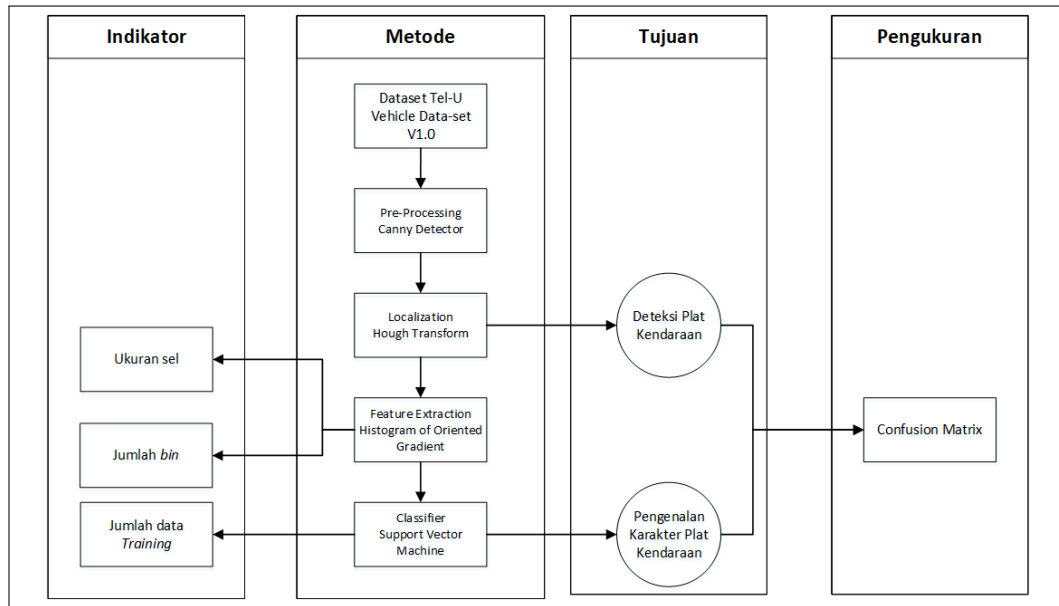 Indikator
Metode
Tujuan
Pengukuran
Dataset Tel-U
Vehicle Data-set
V1.0
Pre-Processing
Canny Detector
Localization
Hough Transform
Deteksi Plat
Kendaraan
Ukuran sel
Feature Extraction
Histogram of Oriented
Gradient
Confusion Matrix
Jumlah bin
Jumlah data
Training
Classifier
Support Vector
Machine
Pengenalan
Karakter Plat
Kendaraan